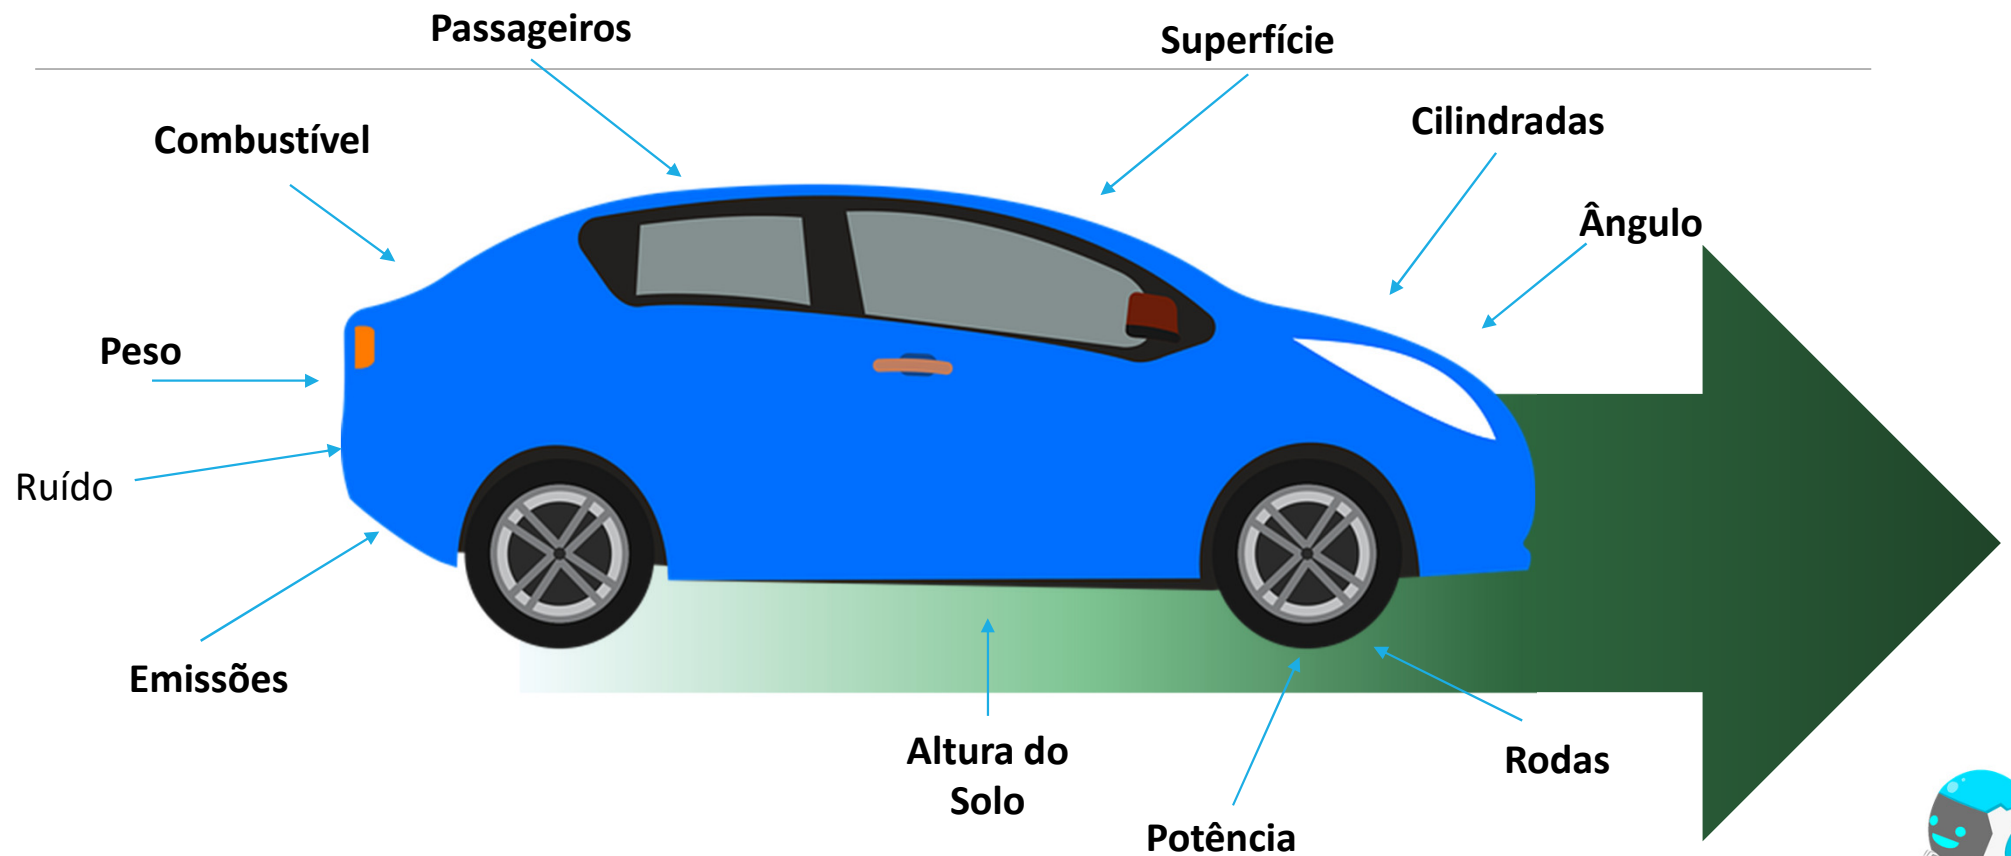 Passageiros
Superfície
Cilindradas
Combustível
Ângulo
Peso
Ruído
Emissões
Altura do
Solo
Rodas
Potência